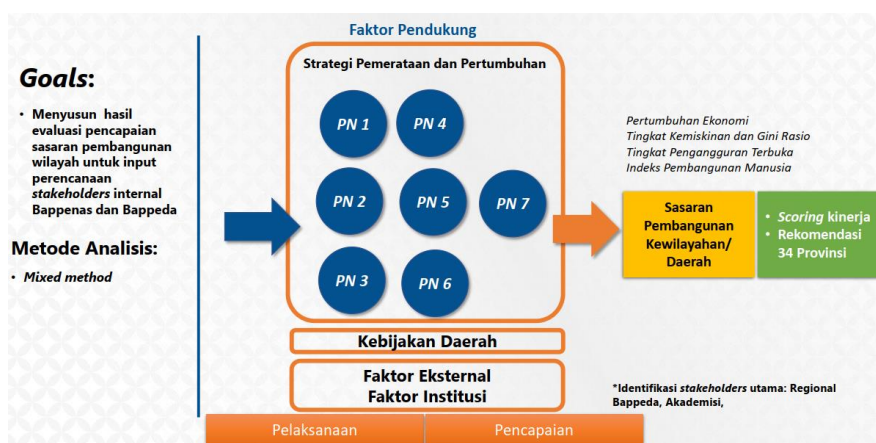 Goals:
• Menyusun hasil
evaluasi pencapaian
sasaran pembangunan
wilayah untuk input
perencanaan
stakeholders internal
Bappenas dan Bappeda
Metode Analisis:
• Mixed method
Faktor Pendukung
Strategi Pemerataan dan Pertumbuhan
PN 1
PN 4
PN 2
PN 5
PN 7
PN 3
PN 6
Kebijakan Daerah
Faktor Eksternal
Faktor Institusi
Pelaksanaan
Pencapaian
Pertumbuhan Ekonomi
Tingkat Kemiskinan dan Gini Rasio
Tingkat Pengangguran Terbuka
Indeks Pembangunan Manusia
Sasaran
Pembangunan
Kewilayahan/
Daerah
• Scoring kinerja
• Rekomendasi
34 Provinsi
*Identifikasi stakeholders utama: Regional
Bappeda, Akademisi,